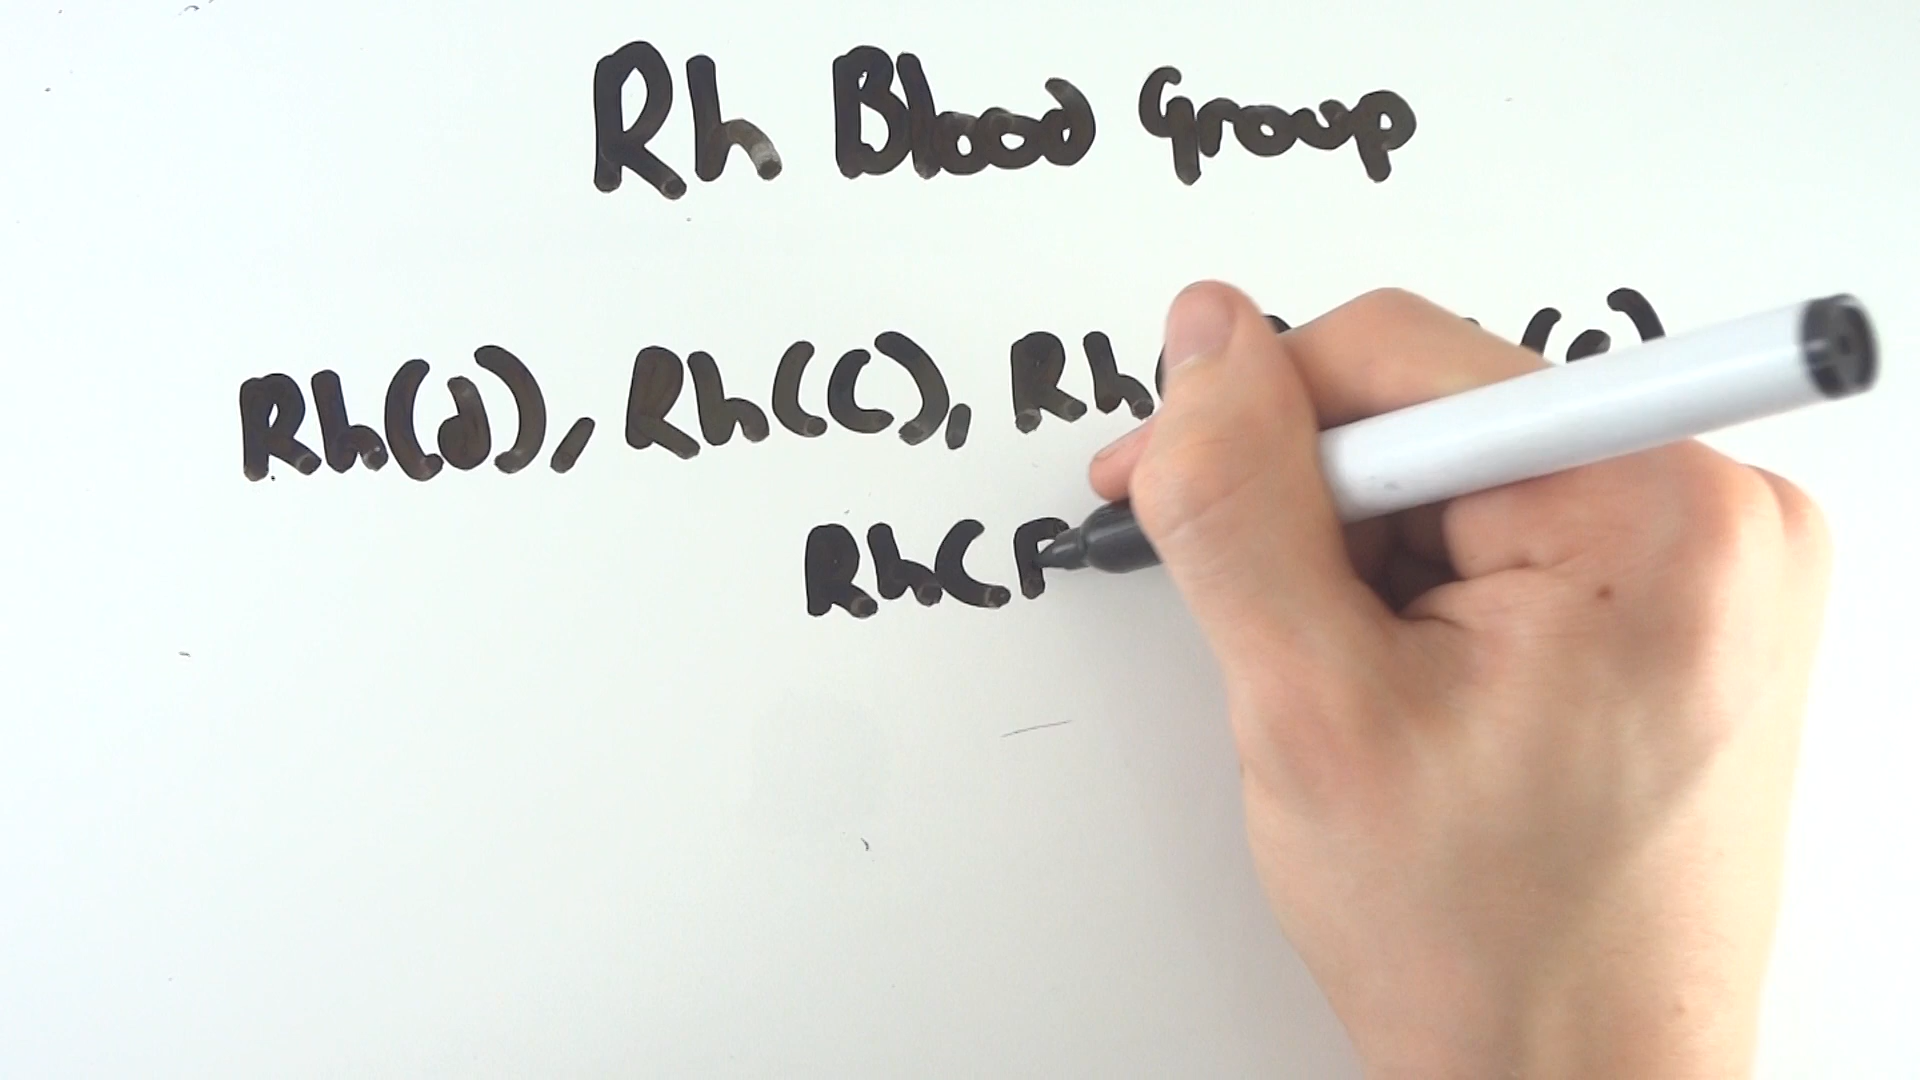 Rh Blood Group
Rh(d), Rh(C), Rh( (c)
Rh(